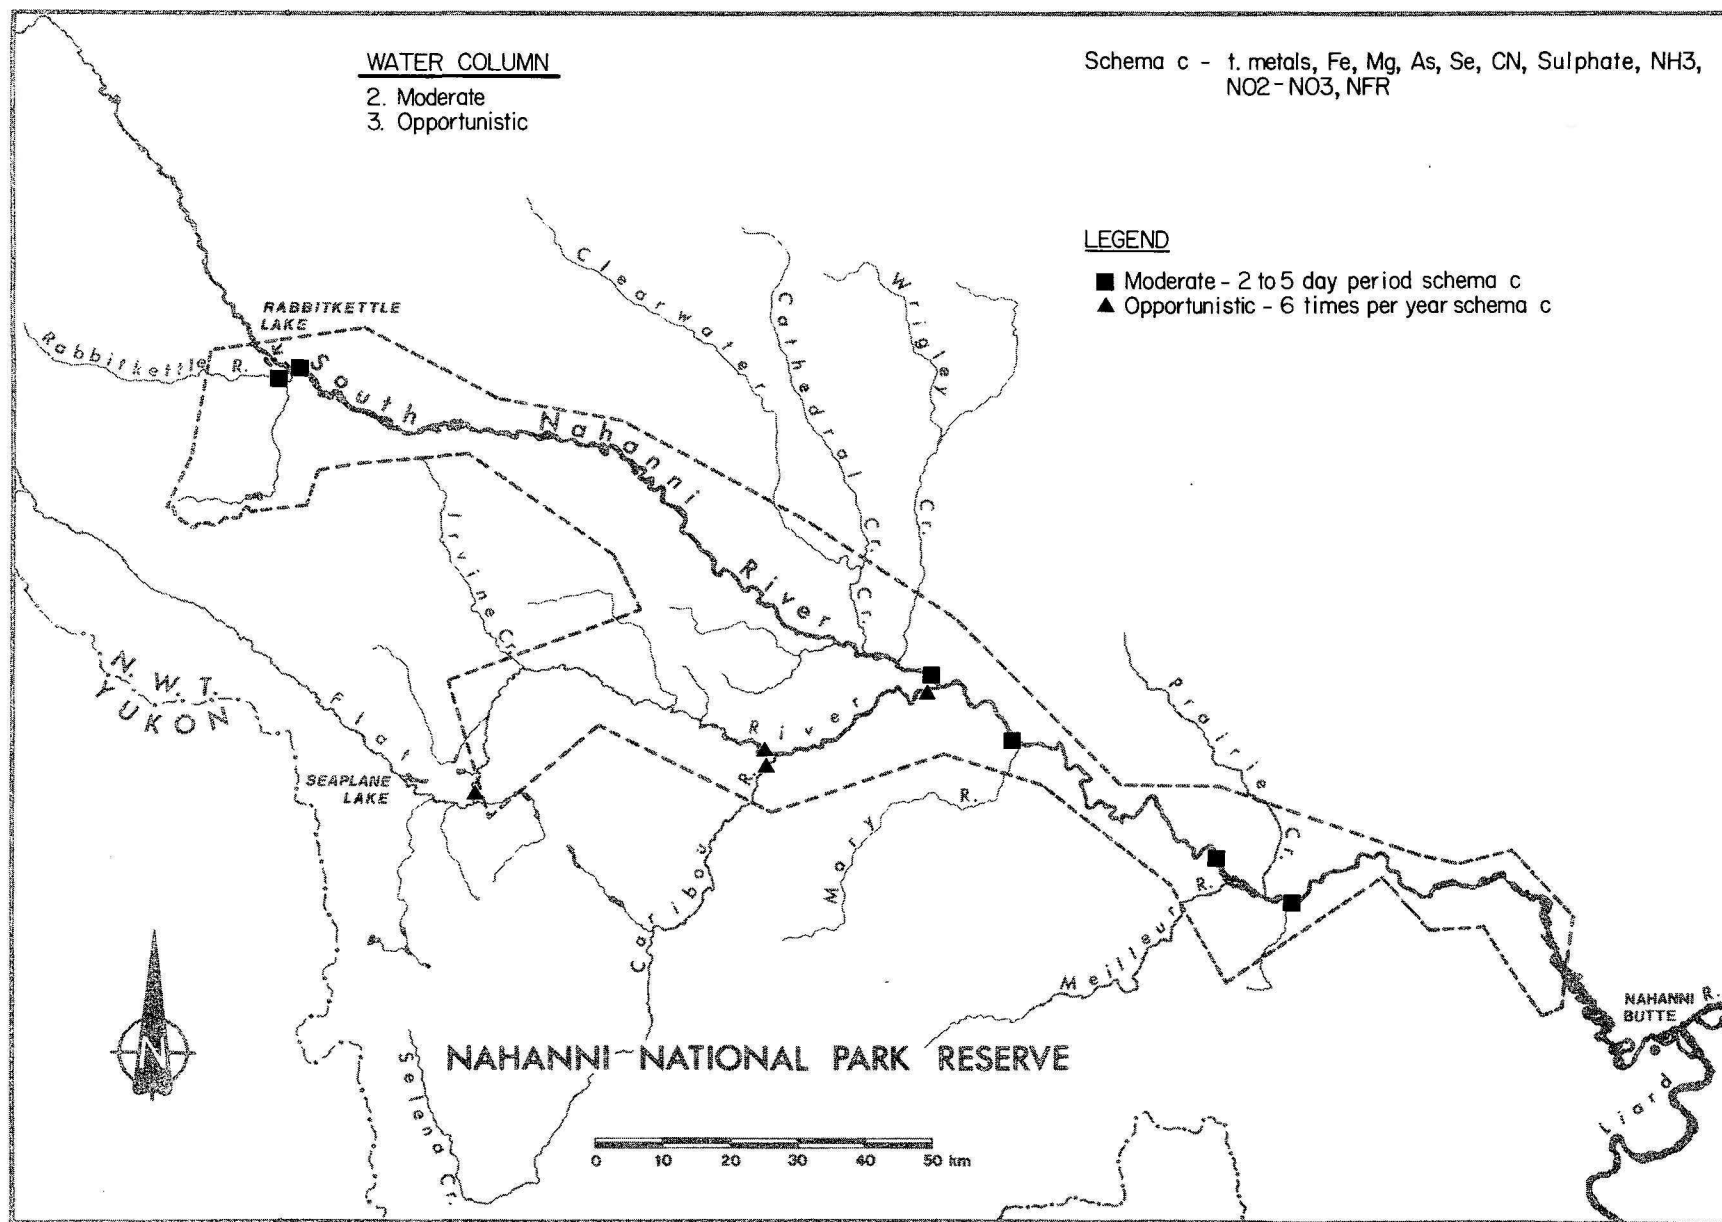 WATER COLUMN
2. Moderate
3. Opportunistic
Schema c - t. metals, Fe, Mg, As, Se, CN, Sulphate, NH3,
NO2-NO3, NFR
LEGEND
■ Moderate - 2 to 5 day period schema c
▲ Opportunistic - 6 times per year schema c
RABBITKETTLE
LAKE
Rabbitkettle R.
South Nahanni River
Clearwater Cr.
Cathedral Cr.
Wrigley Cr.
Irvine Cr.
N.W.T.
YUKON
Flat River
SEAPLANE
LAKE
Caribou R.
Mary R.
Prairie Cr.
Meilleur R.
NAHANNI
BUTTE
R.
Liard
Selena Cr.
N
NAHANNI NATIONAL PARK RESERVE
0 10 20 30 40 50 km